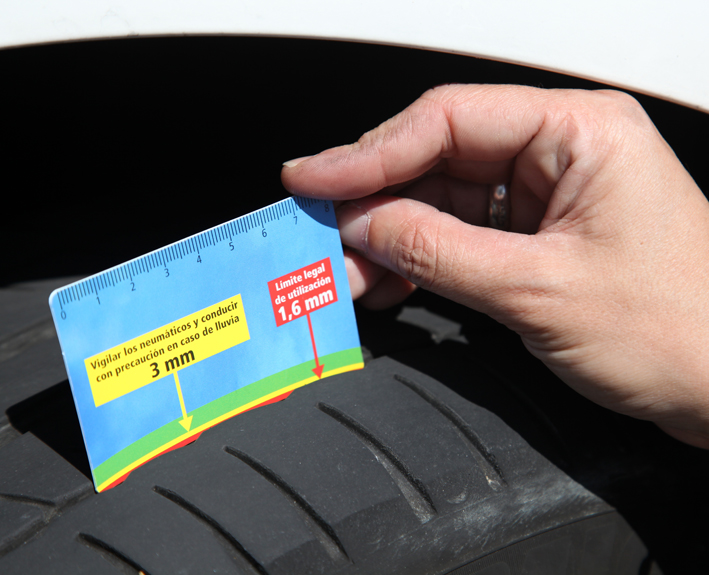 0 1 2 3 4 5 6 7 8
Límite legal
de utilización
1,6 mm
Vigilar los neumáticos y conducir
con precaución en caso de lluvia
3 mm